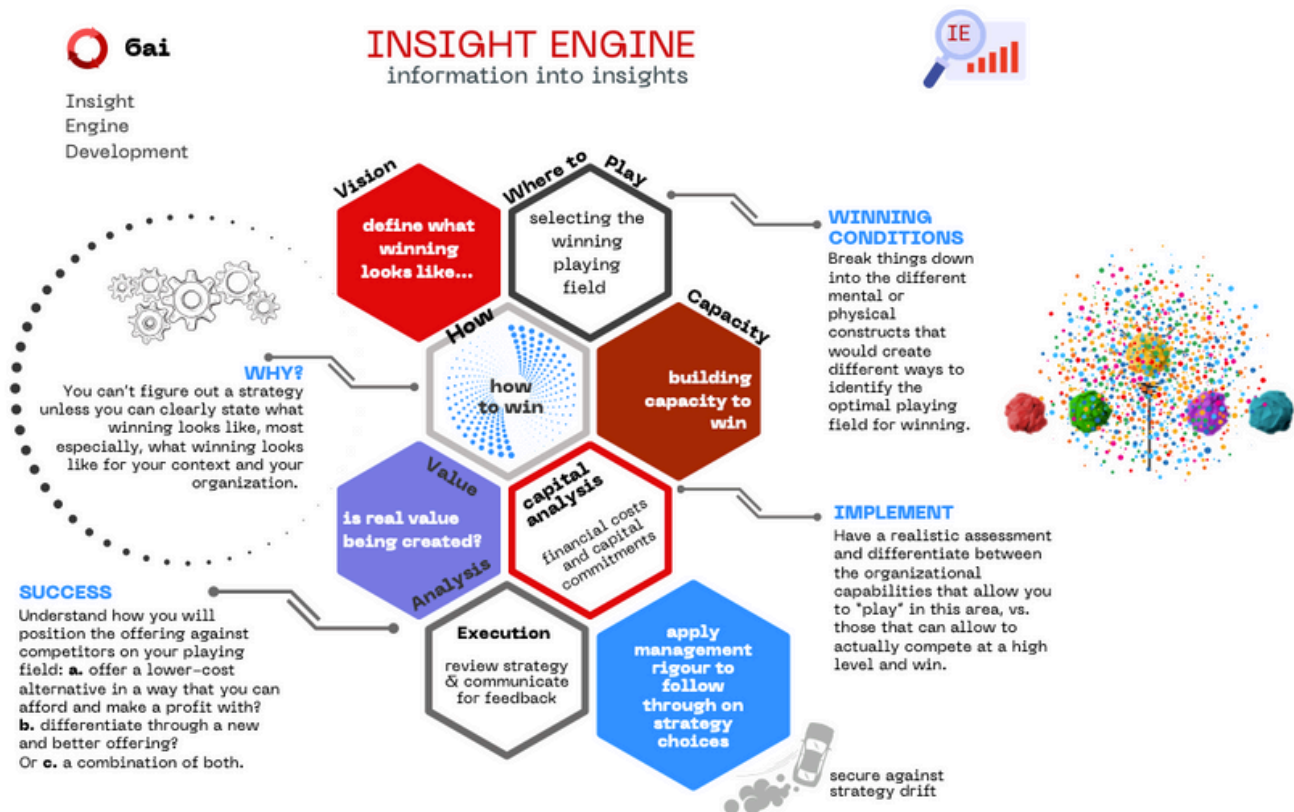 6ai
INSIGHT ENGINE
information into insights
IE
Insight
Engine
Development
Vision
define what
winning
looks like...
Where to Play
selecting the
winning
playing
field
WINNING
CONDITIONS
Break things down
into the different
mental or
physical
constructs that
would create
different ways to
identify the
optimal playing
field for winning.
How
how
to win
Capacity
building
capacity to
win
WHY?
You can't figure out a strategy
unless you can clearly state what
winning looks like, most
especially, what winning looks
like for your context and your
organization.
Value
is real value
being created?
Analysis
capital
analysis
financial costs
and capital
commitments
IMPLEMENT
Have a realistic assessment
and differentiate between
the organizational
capabilities that allow you
to "play" in this area, vs.
those that can allow to
actually compete at a high
level and win.
SUCCESS
Understand how you will
position the offering against
competitors on your playing
field: a. offer a lower-cost
alternative in a way that you can
afford and make a profit with?
b. differentiate through a new
and better offering?
Or c. a combination of both.
Execution
review strategy
& communicate
for feedback
apply
management
rigour to
follow
through on
strategy
choices
secure against
strategy drift